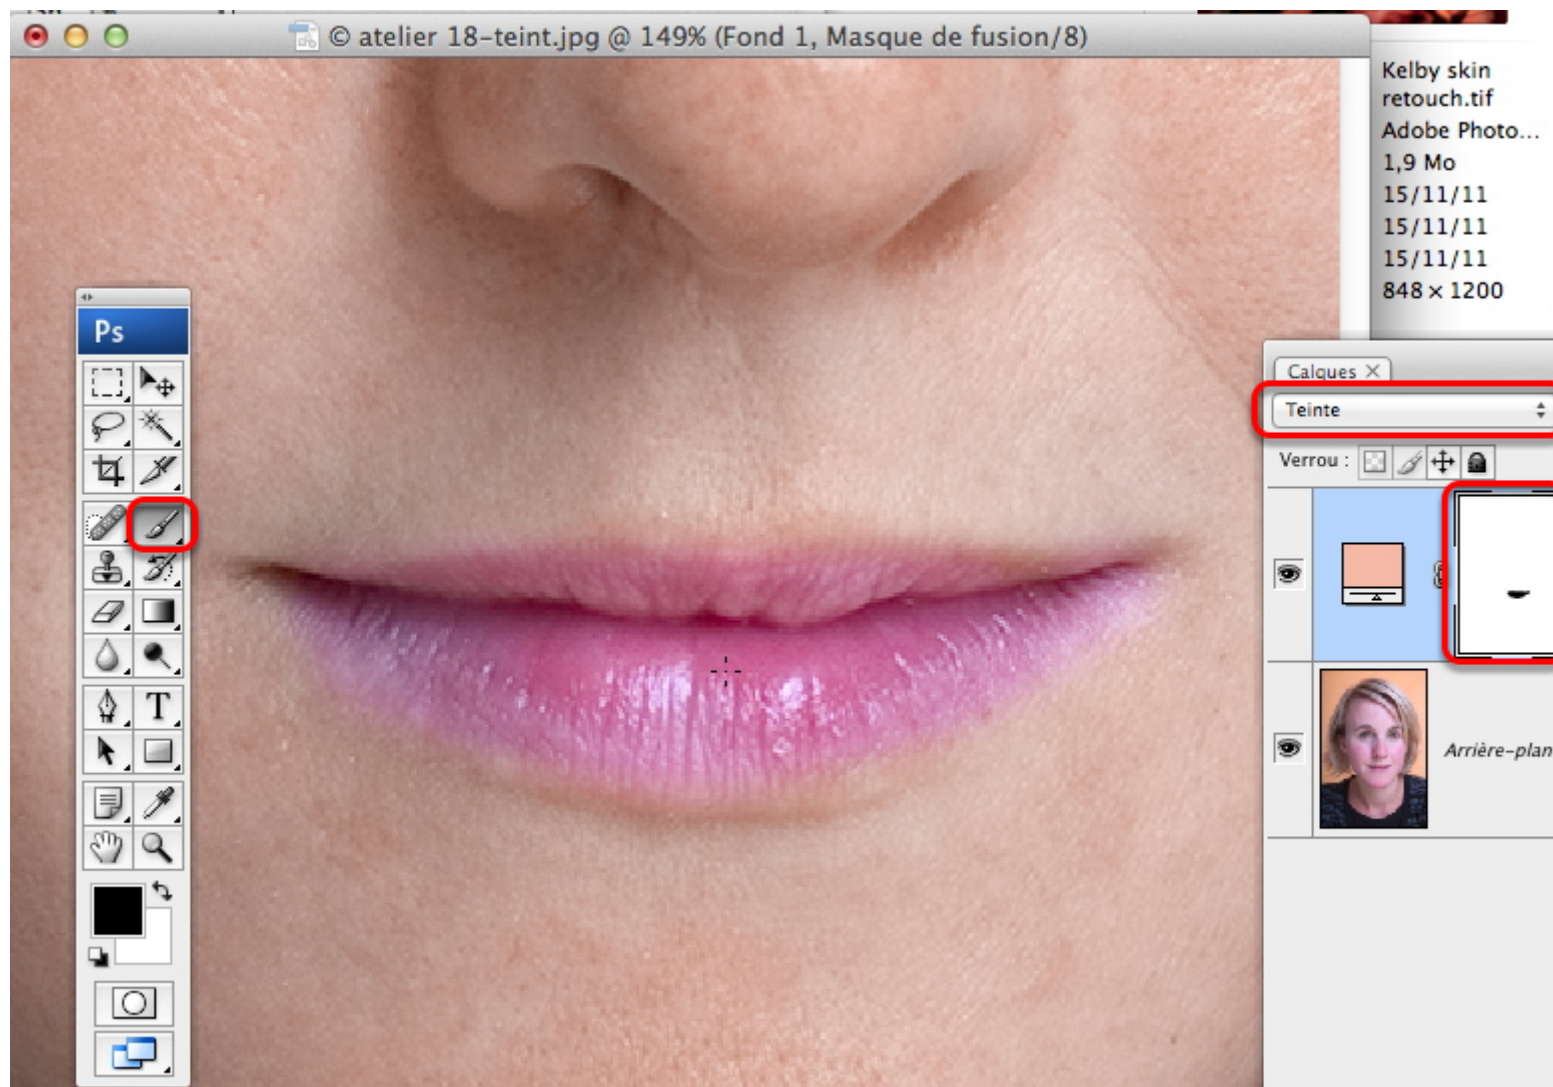 © atelier 18-teint.jpg @ 149% (Fond 1, Masque de fusion/8)
Kelby skin
retouch.tif
Adobe Photo...
1,9 Mo
15/11/11
15/11/11
15/11/11
848 × 1200
Ps
T
Calques
Teinte
Verrou :
Arrière-plan